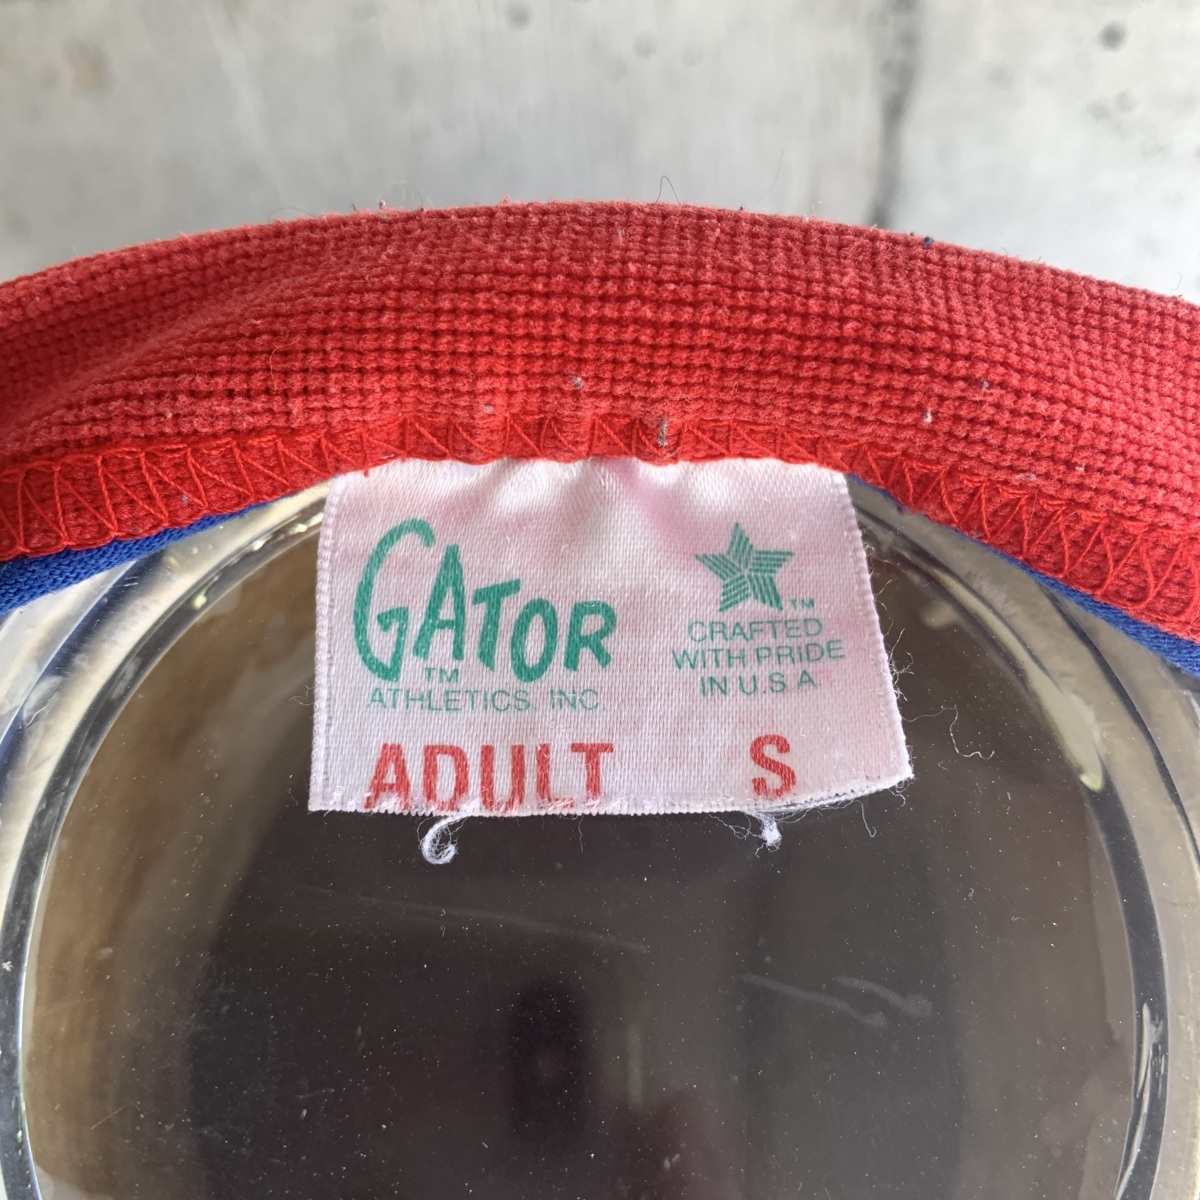 GATOR
TM
ATHLETICS, INC.
TM
CRAFTED
WITH PRIDE
IN U.S.A
ADULT S